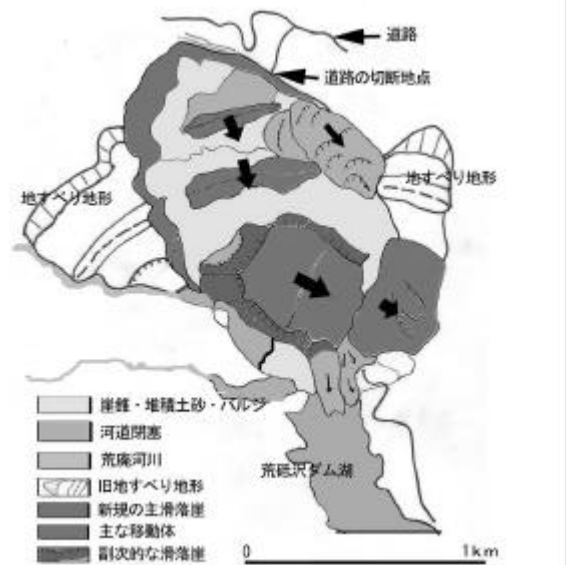 道路
道路の切断地点
地すべり地形
地すべり地形
崖錐・堆積土砂・バルジ
河道閉塞
荒廃河川
旧地すべり地形
新規の主滑落崖
主な移動体
副次的な滑落崖
荒砥沢ダム湖
0 1km